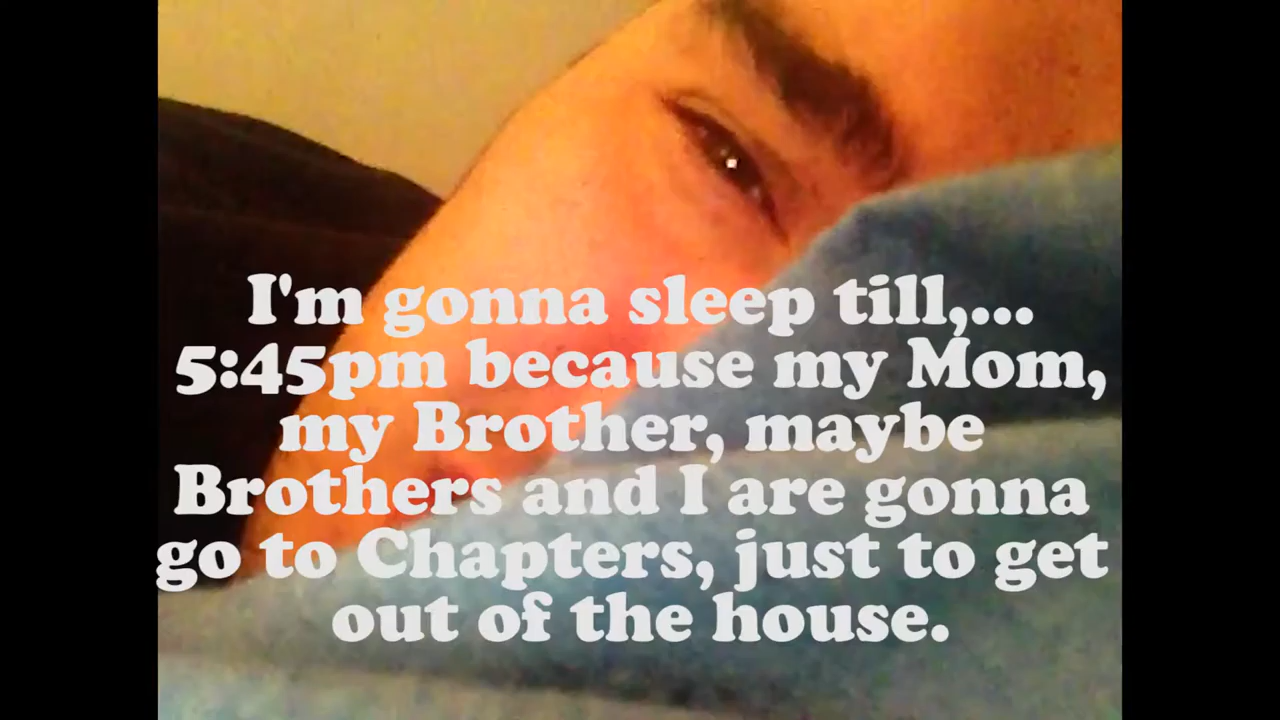 I'm gonna sleep till,...
5:45pm because my Mom,
my Brother, maybe
Brothers and I are gonna
go to Chapters, just to get
out of the house.